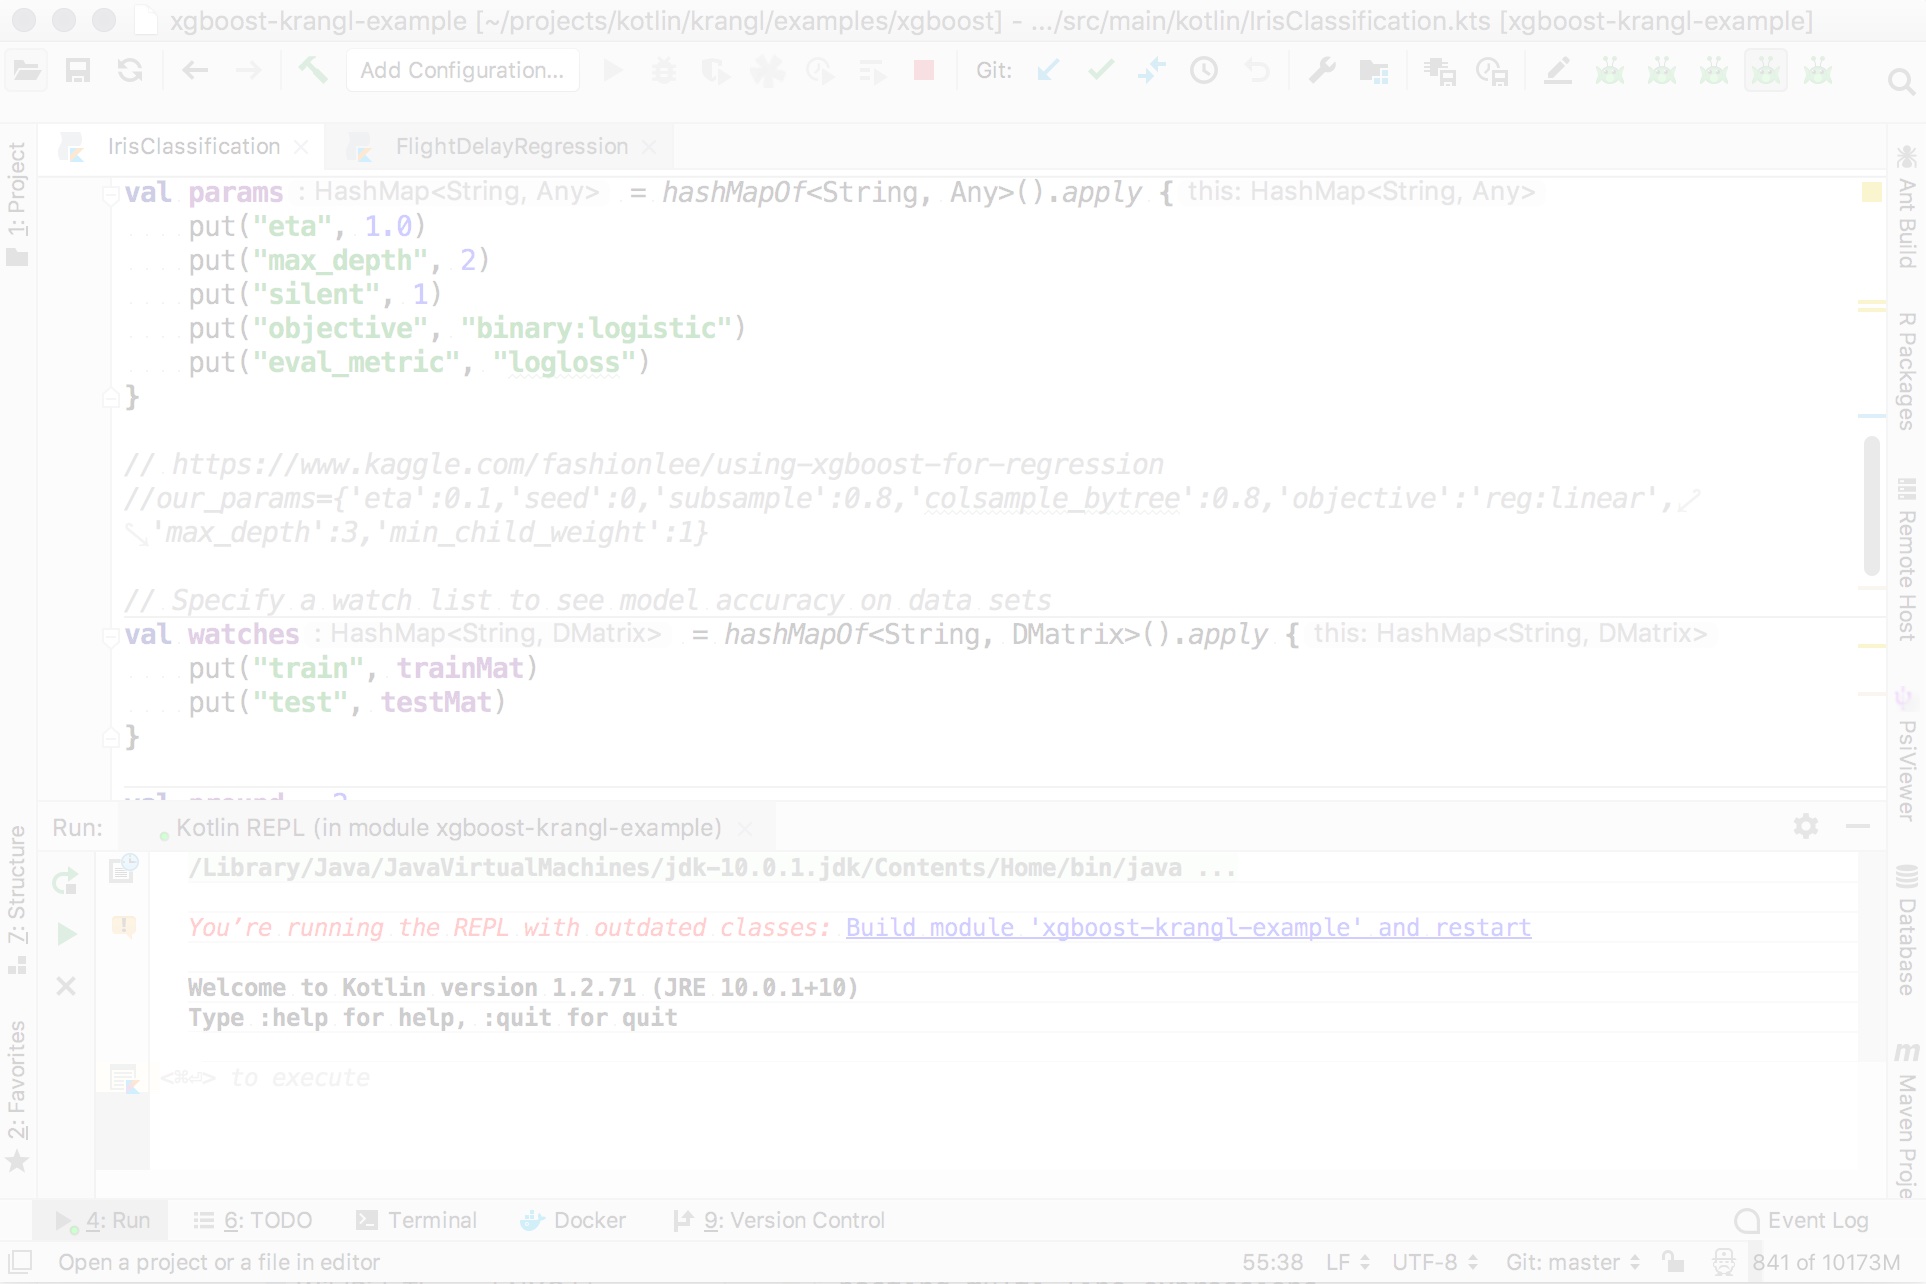 xgboost-krangl-example [~/projects/kotlin/krangl/examples/xgboost] - .../src/main/kotlin/IrisClassification.kts [xgboost-krangl-example]
Add Configuration... Git:
IrisClassification FlightDelayRegression
1: Project
7: Structure
2: Favorites
val params : HashMap<String, Any> = hashMapOf<String, Any>().apply { this: HashMap<String, Any>
put("eta", 1.0)
put("max_depth", 2)
put("silent", 1)
put("objective", "binary:logistic")
put("eval_metric", "logloss")
}
// https://www.kaggle.com/fashionlee/using-xgboost-for-regression
//our_params={'eta':0.1,'seed':0,'subsample':0.8,'colsample_bytree':0.8,'objective':'reg:linear',
'max_depth':3,'min_child_weight':1}
// Specify a watch list to see model accuracy on data sets
val watches : HashMap<String, DMatrix> = hashMapOf<String, DMatrix>().apply { this: HashMap<String, DMatrix>
put("train", trainMat)
put("test", testMat)
}
Ant Build
R Packages
Remote Host
PsiViewer
Database
Maven Proje
Run: Kotlin REPL (in module xgboost-krangl-example)
/Library/Java/JavaVirtualMachines/jdk-10.0.1.jdk/Contents/Home/bin/java ...
You’re running the REPL with outdated classes: Build module 'xgboost-krangl-example' and restart
Welcome to Kotlin version 1.2.71 (JRE 10.0.1+10)
Type :help for help, :quit for quit
<⌘⏎> to execute
4: Run 6: TODO Terminal Docker 9: Version Control Event Log
Open a project or a file in editor 55:38 LF UTF-8 Git: master 841 of 10173M